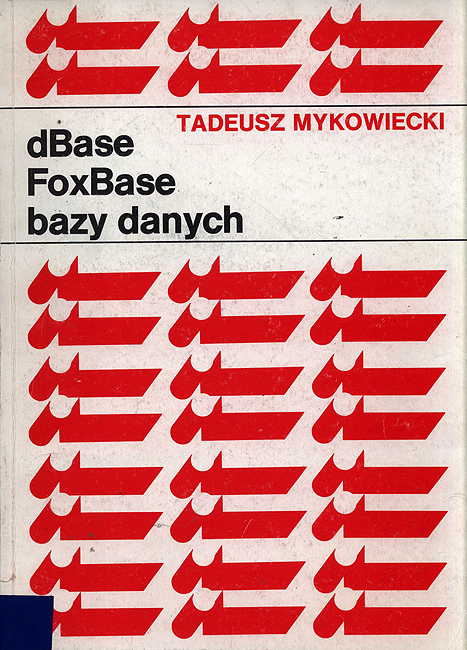 TADEUSZ MYKOWIECKI
dBase
FoxBase
bazy danych